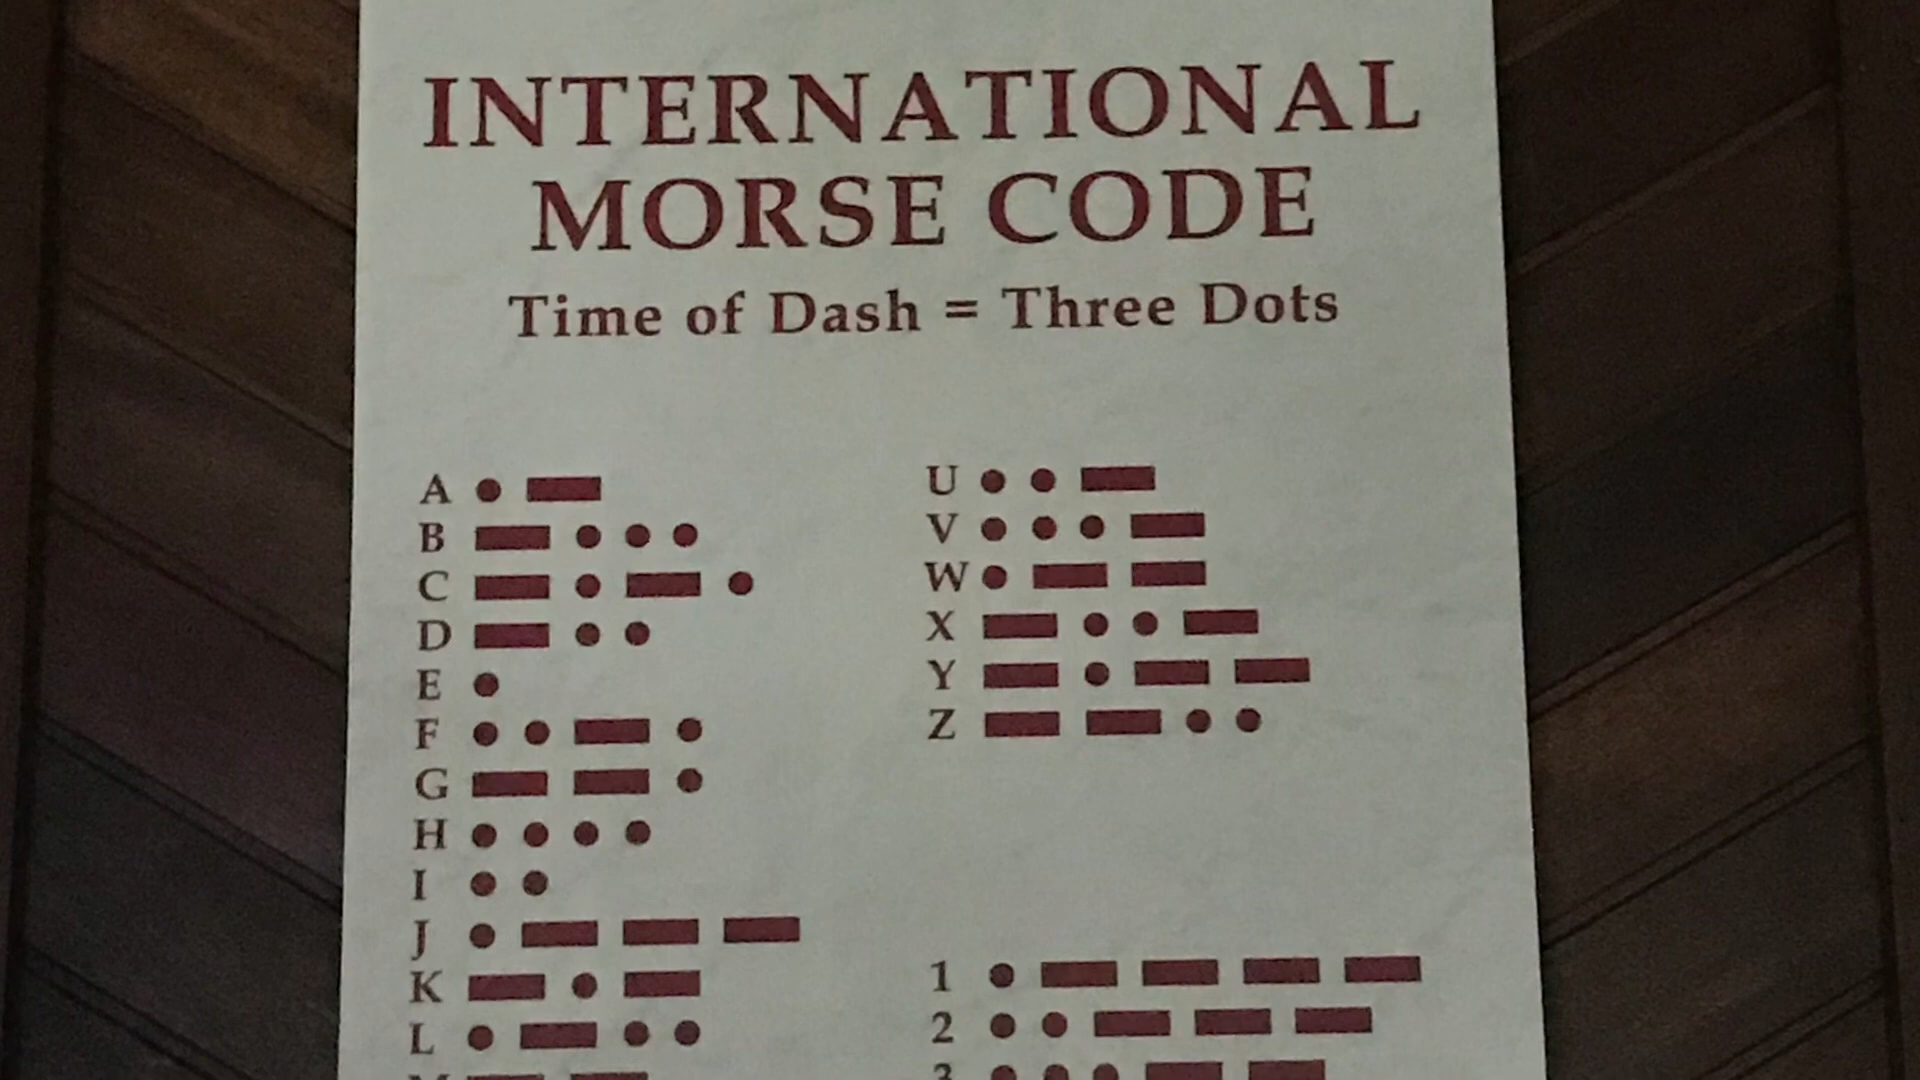 INTERNATIONAL
MORSE CODE
Time of Dash = Three Dots
A • —
B — • • •
C — • — •
D — • •
E •
F • • — •
G — — •
H • • • •
I • •
J • — — —
K — • —
L • — • •
U • • —
V • • • —
W • — —
X — • • —
Y — • — —
Z — — • •
1 • — — — —
2 • • — — —
3 • • • — —